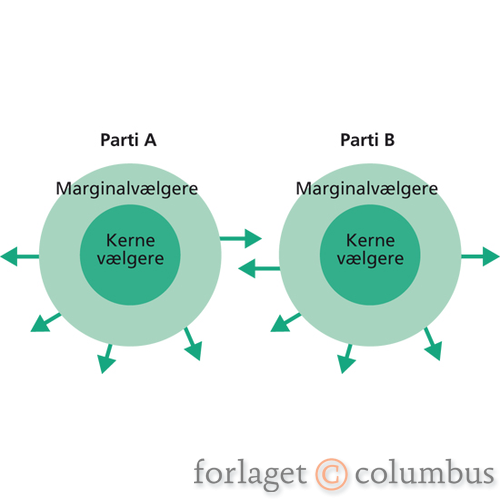 Parti A
Parti B
Marginalvælgere
Marginalvælgere
Kerne
vælgere
Kerne
vælgere
forlaget © columbus